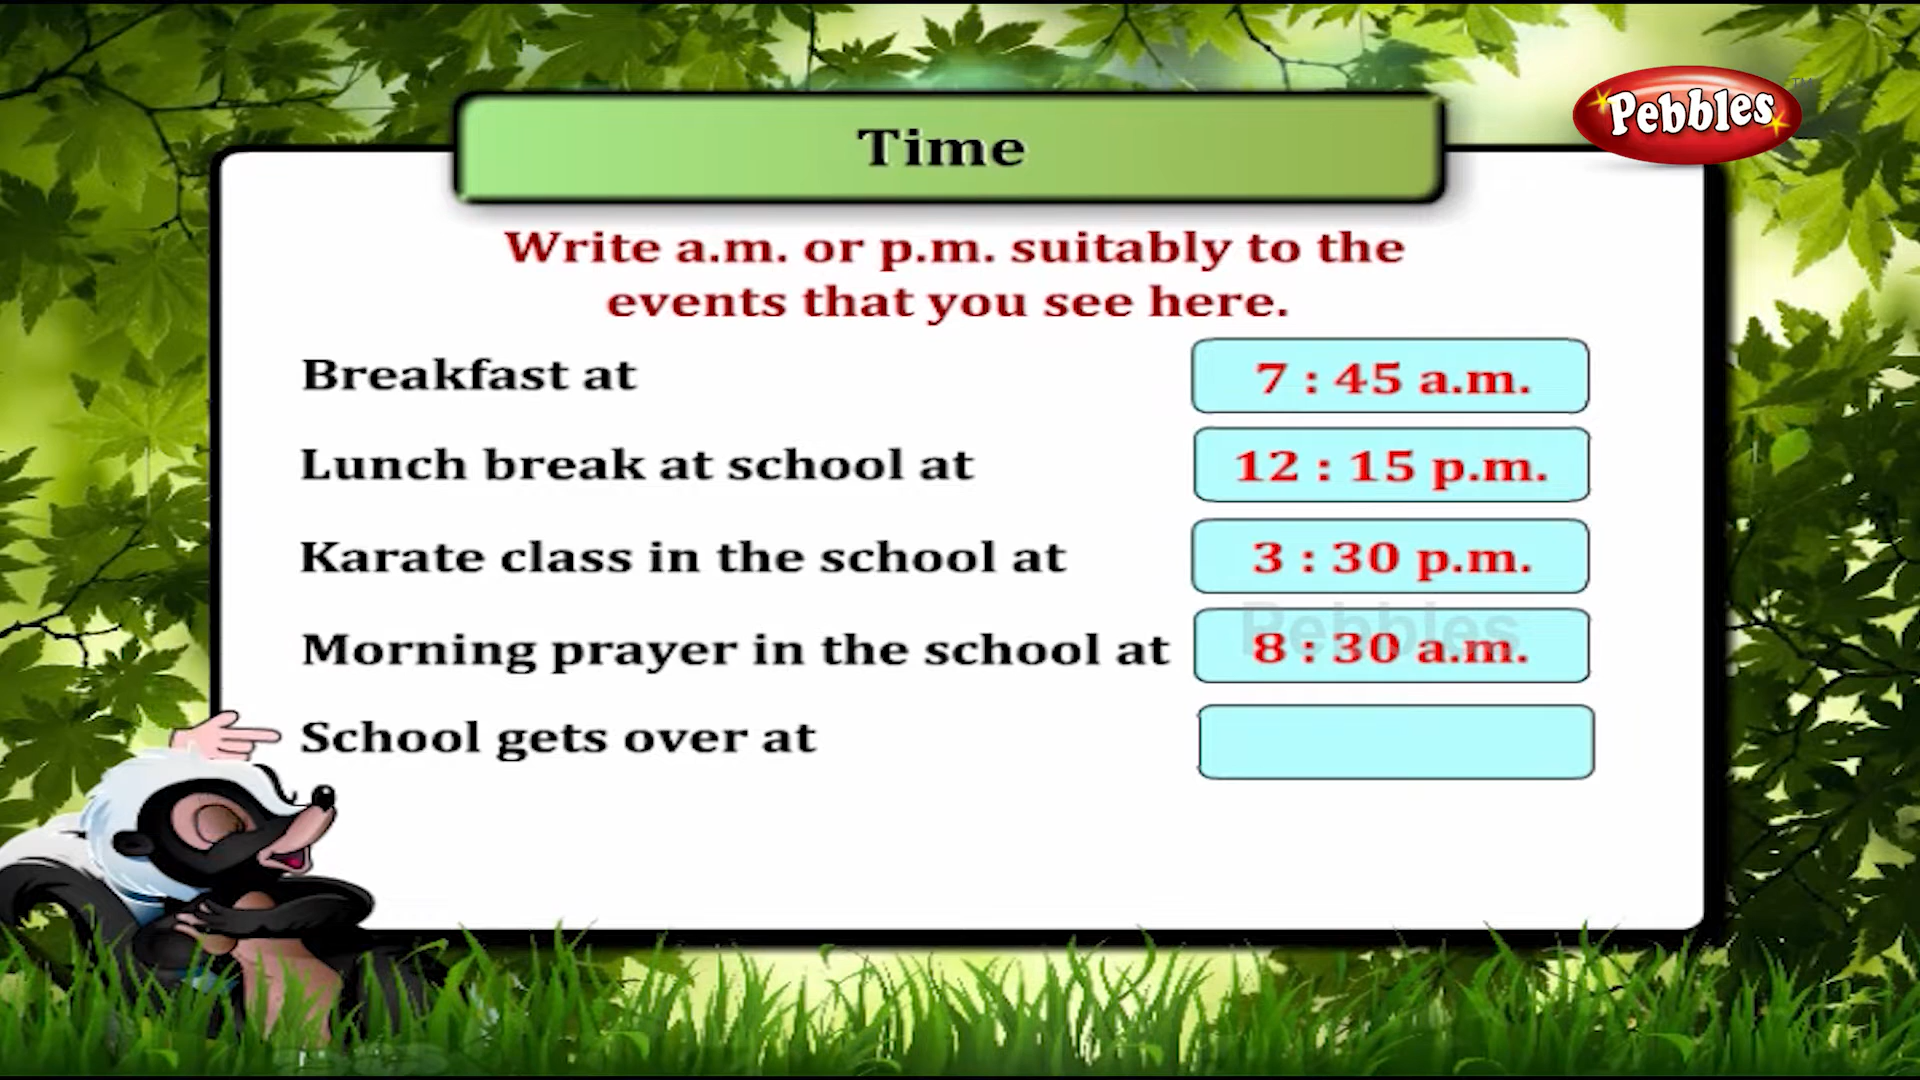 Pebbles™
Time
Write a.m. or p.m. suitably to the
events that you see here.
Breakfast at 7 : 45 a.m.
Lunch break at school at 12 : 15 p.m.
Karate class in the school at 3 : 30 p.m.
Pebbles
Morning prayer in the school at 8 : 30 a.m.
School gets over at